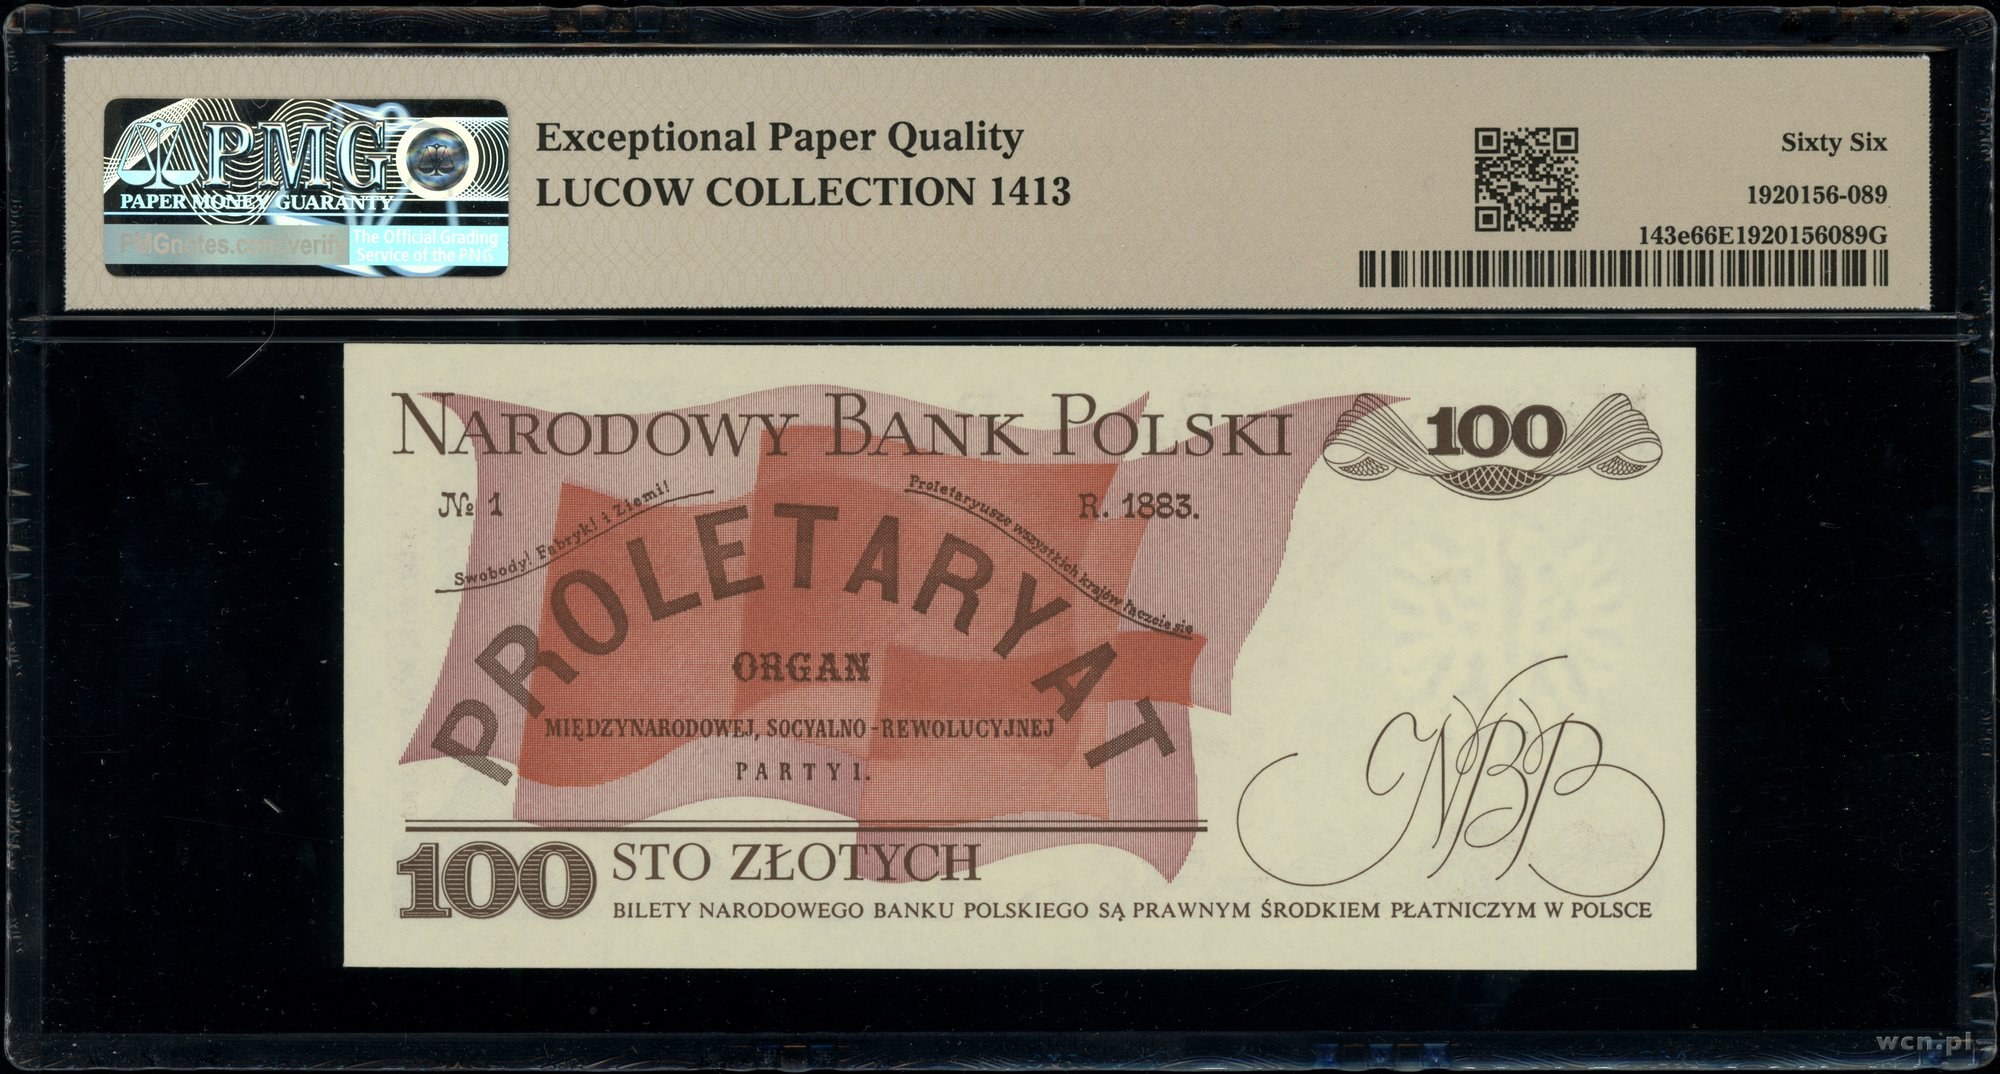 PMG
PAPER MONEY GUARANTY
PMGnotes.com/verify
The Official Grading
Service of the PNG
Exceptional Paper Quality
LUCOW COLLECTION 1413
Sixty Six
1920156-089
143e66E1920156089G
NARODOWY BANK POLSKI
100
№ 1
Swobody! Fabryk! i Ziemi!
Proletaryusze wszystkich krajów łączcie się
R. 1883.
PROLETARYAT
ORGAN
MIĘDZYNARODOWEJ, SOCYALNO-REWOLUCYJNEJ
PARTYI.
NBP
100 STO ZŁOTYCH
BILETY NARODOWEGO BANKU POLSKIEGO SĄ PRAWNYM ŚRODKIEM PŁATNICZYM W POLSCE
wcn.pl